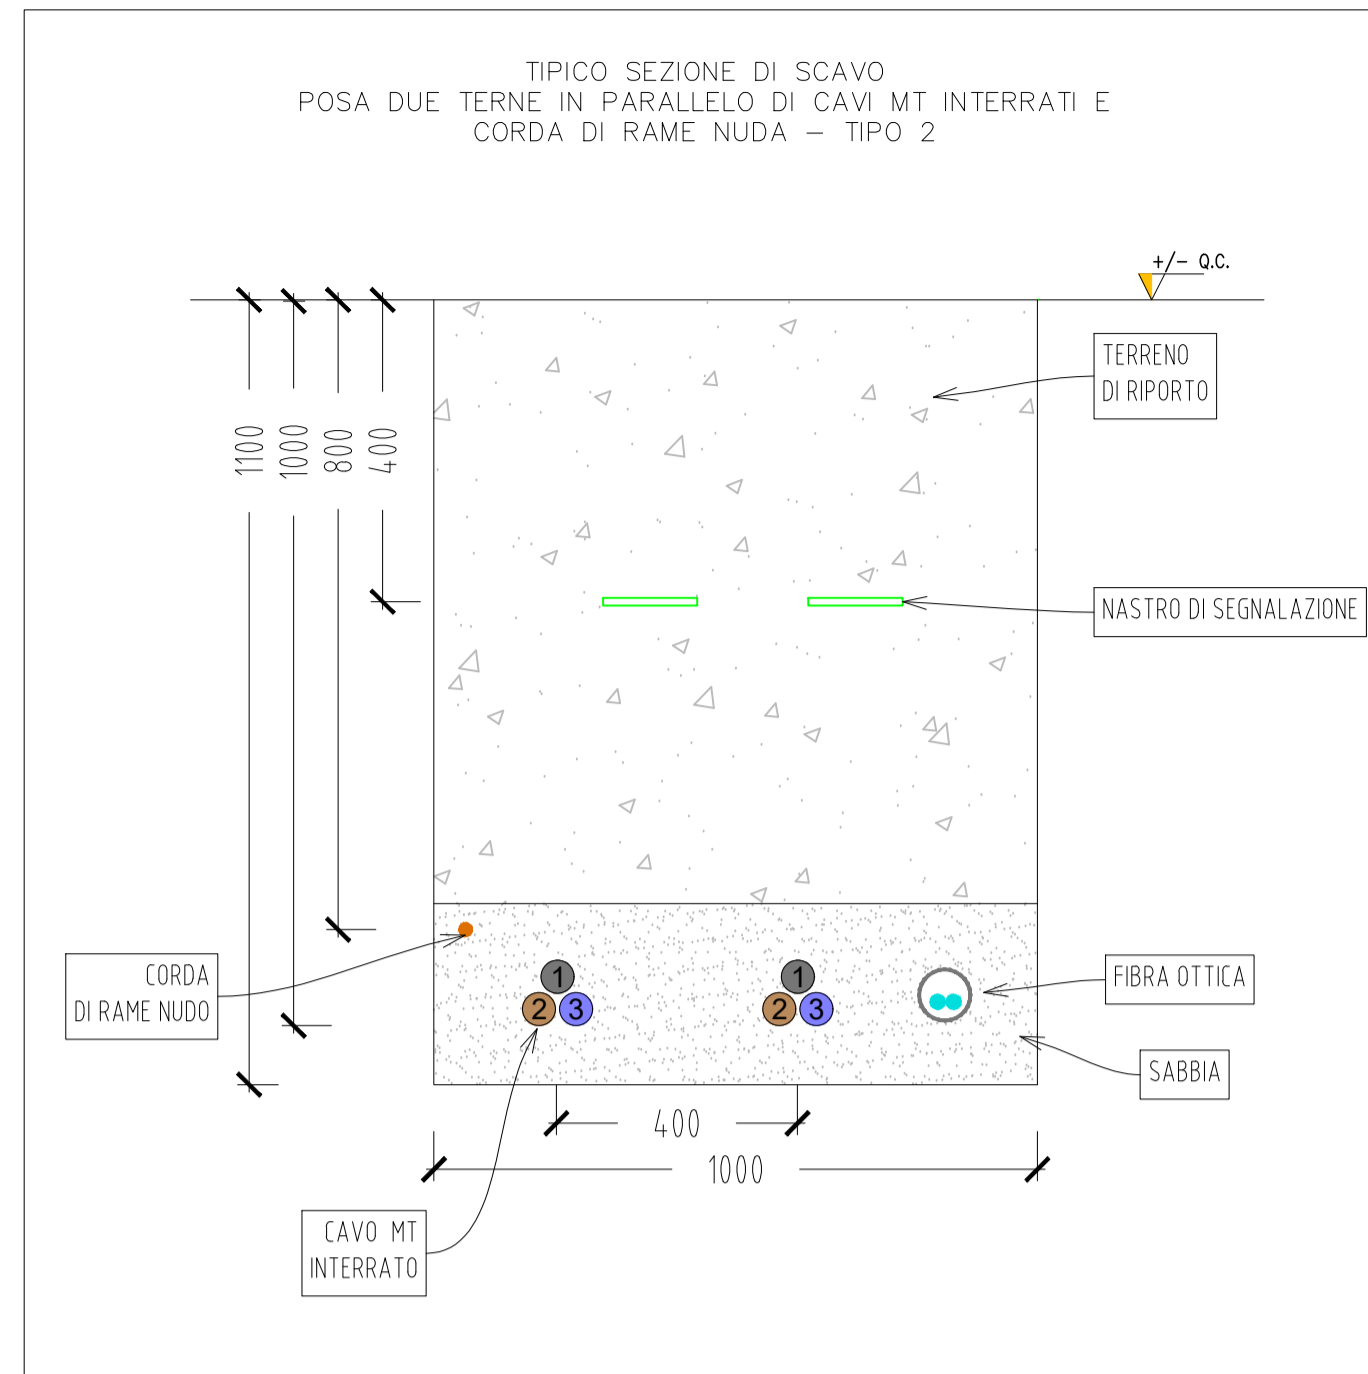 TIPICO SEZIONE DI SCAVO
POSA DUE TERNE IN PARALLELO DI CAVI MT INTERRATI E
CORDA DI RAME NUDA – TIPO 2
+/- Q.C.
TERRENO
DI RIPORTO
1100
1000
800
400
NASTRO DI SEGNALAZIONE
CORDA
DI RAME NUDO
1
2
3
1
2
3
FIBRA OTTICA
SABBIA
400
1000
CAVO MT
INTERRATO